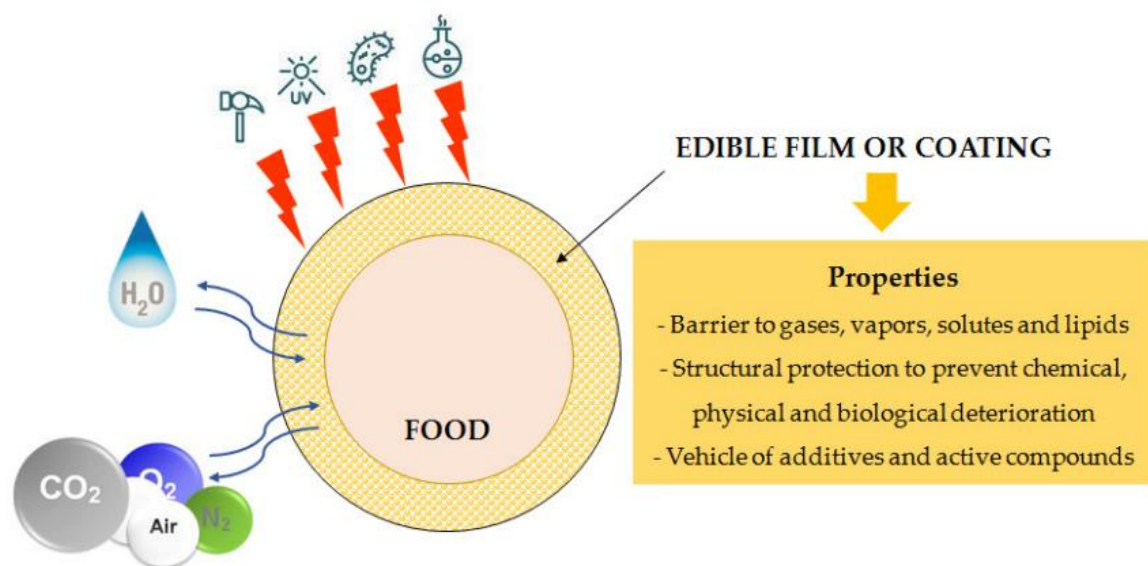 UV
EDIBLE FILM OR COATING
H₂O
Properties
- Barrier to gases, vapors, solutes and lipids
- Structural protection to prevent chemical,
physical and biological deterioration
- Vehicle of additives and active compounds
FOOD
CO₂
O₂
N₂
Air